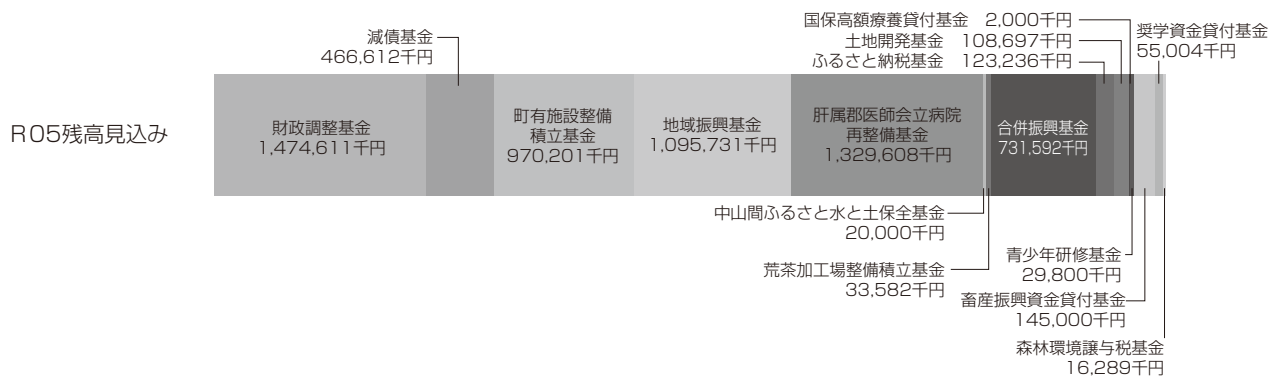 国保高額療養貸付基金 2,000千円
土地開発基金 108,697千円
ふるさと納税基金 123,236千円
奨学資金貸付基金
55,004千円
減債基金
466,612千円
R05残高見込み
財政調整基金
1,474,611千円
町有施設整備
積立基金
970,201千円
地域振興基金
1,095,731千円
肝属郡医師会立病院
再整備基金
1,329,608千円
合併振興基金
731,592千円
中山間ふるさと水と土保全基金
20,000千円
荒茶加工場整備積立基金
33,582千円
青少年研修基金
29,800千円
畜産振興資金貸付基金
145,000千円
森林環境譲与税基金
16,289千円